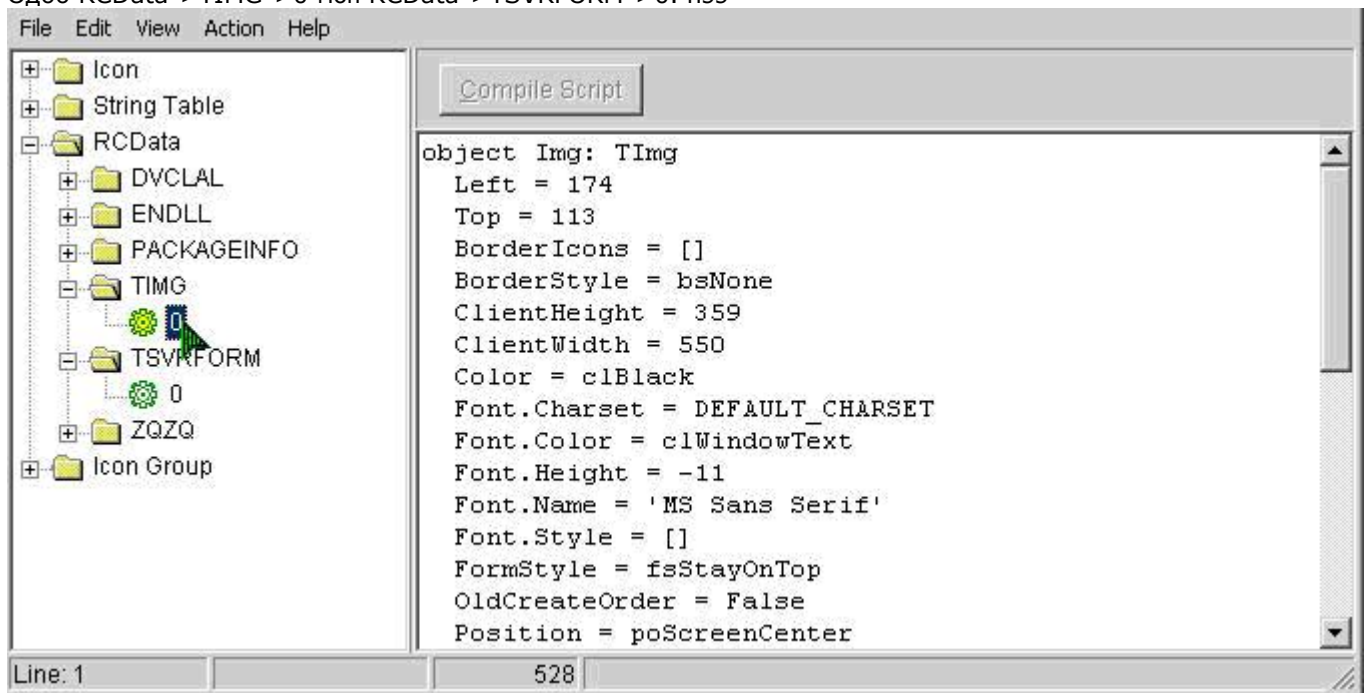 File Edit View Action Help
Icon
String Table
RCData
DVCLAL
ENDLL
PACKAGEINFO
TIMG
0
TSVRFORM
0
ZQZQ
Icon Group
Compile Script
object Img: TImg
Left = 174
Top = 113
BorderIcons = []
BorderStyle = bsNone
ClientHeight = 359
ClientWidth = 550
Color = clBlack
Font.Charset = DEFAULT_CHARSET
Font.Color = clWindowText
Font.Height = -11
Font.Name = 'MS Sans Serif'
Font.Style = []
FormStyle = fsStayOnTop
OldCreateOrder = False
Position = poScreenCenter
Line: 1
528